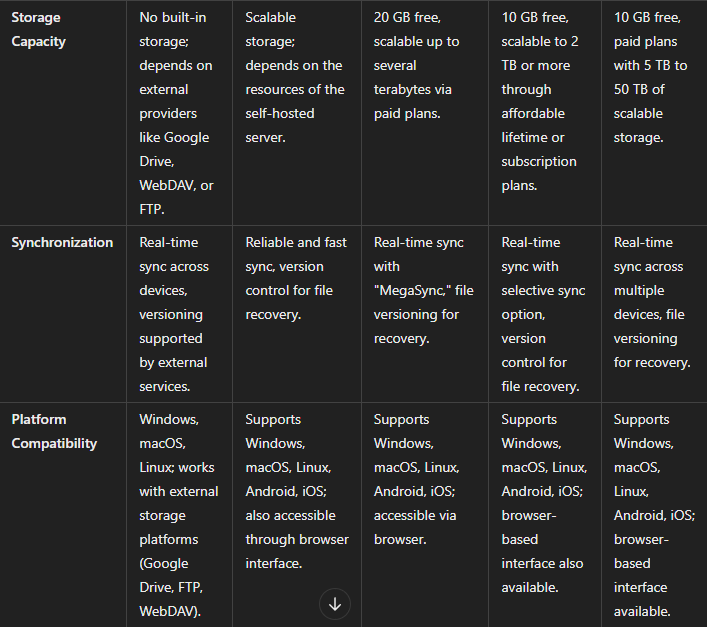 Storage
Capacity
No built-in
storage;
depends on
external
providers
like Google
Drive,
WebDAV, or
FTP.
Scalable
storage;
depends on the
resources of the
self-hosted
server.
20 GB free,
scalable up to
several
terabytes via
paid plans.
10 GB free,
scalable to 2
TB or more
through
affordable
lifetime or
subscription
plans.
10 GB free,
paid plans
with 5 TB to
50 TB of
scalable
storage.
Synchronization
Real-time
sync across
devices,
versioning
supported
by external
services.
Reliable and fast
sync, version
control for file
recovery.
Real-time sync
with
"MegaSync," file
versioning for
recovery.
Real-time
sync with
selective sync
option,
version
control for
file recovery.
Real-time
sync across
multiple
devices, file
versioning
for recovery.
Platform
Compatibility
Windows,
macOS,
Linux; works
with external
storage
platforms
(Google
Drive, FTP,
WebDAV).
Supports
Windows,
macOS, Linux,
Android, iOS;
also accessible
through browser
interface.
Supports
Windows,
macOS, Linux,
Android, iOS;
accessible via
browser.
Supports
Windows,
macOS, Linux,
Android, iOS;
browser-
based
interface also
available.
Supports
Windows,
macOS,
Linux,
Android, iOS;
browser-
based
interface
available.